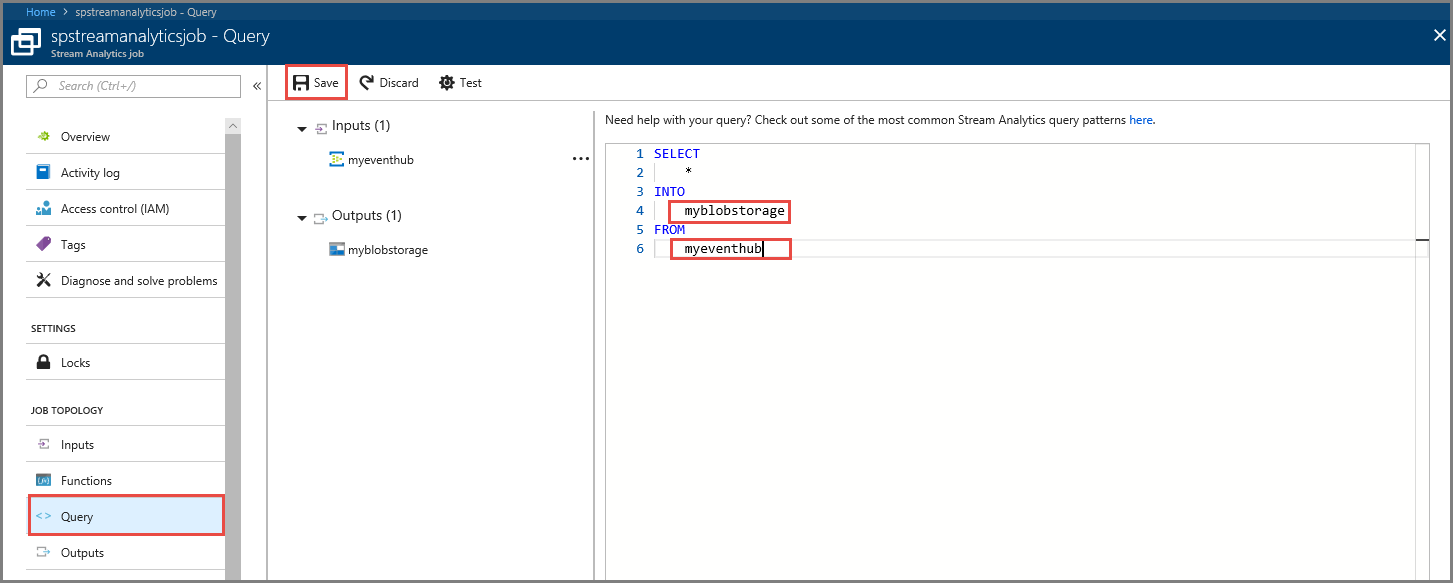 Home > spstreamanalyticsjob - Query
spstreamanalyticsjob - Query
Stream Analytics job
Search (Ctrl+/)
«
Overview
Activity log
Access control (IAM)
Tags
Diagnose and solve problems
SETTINGS
Locks
JOB TOPOLOGY
Inputs
Functions
Query
Outputs
Save Discard Test
Inputs (1)
myeventhub ...
Outputs (1)
myblobstorage
Need help with your query? Check out some of the most common Stream Analytics query patterns here.
1 SELECT
2 *
3 INTO
4 myblobstorage
5 FROM
6 myeventhub